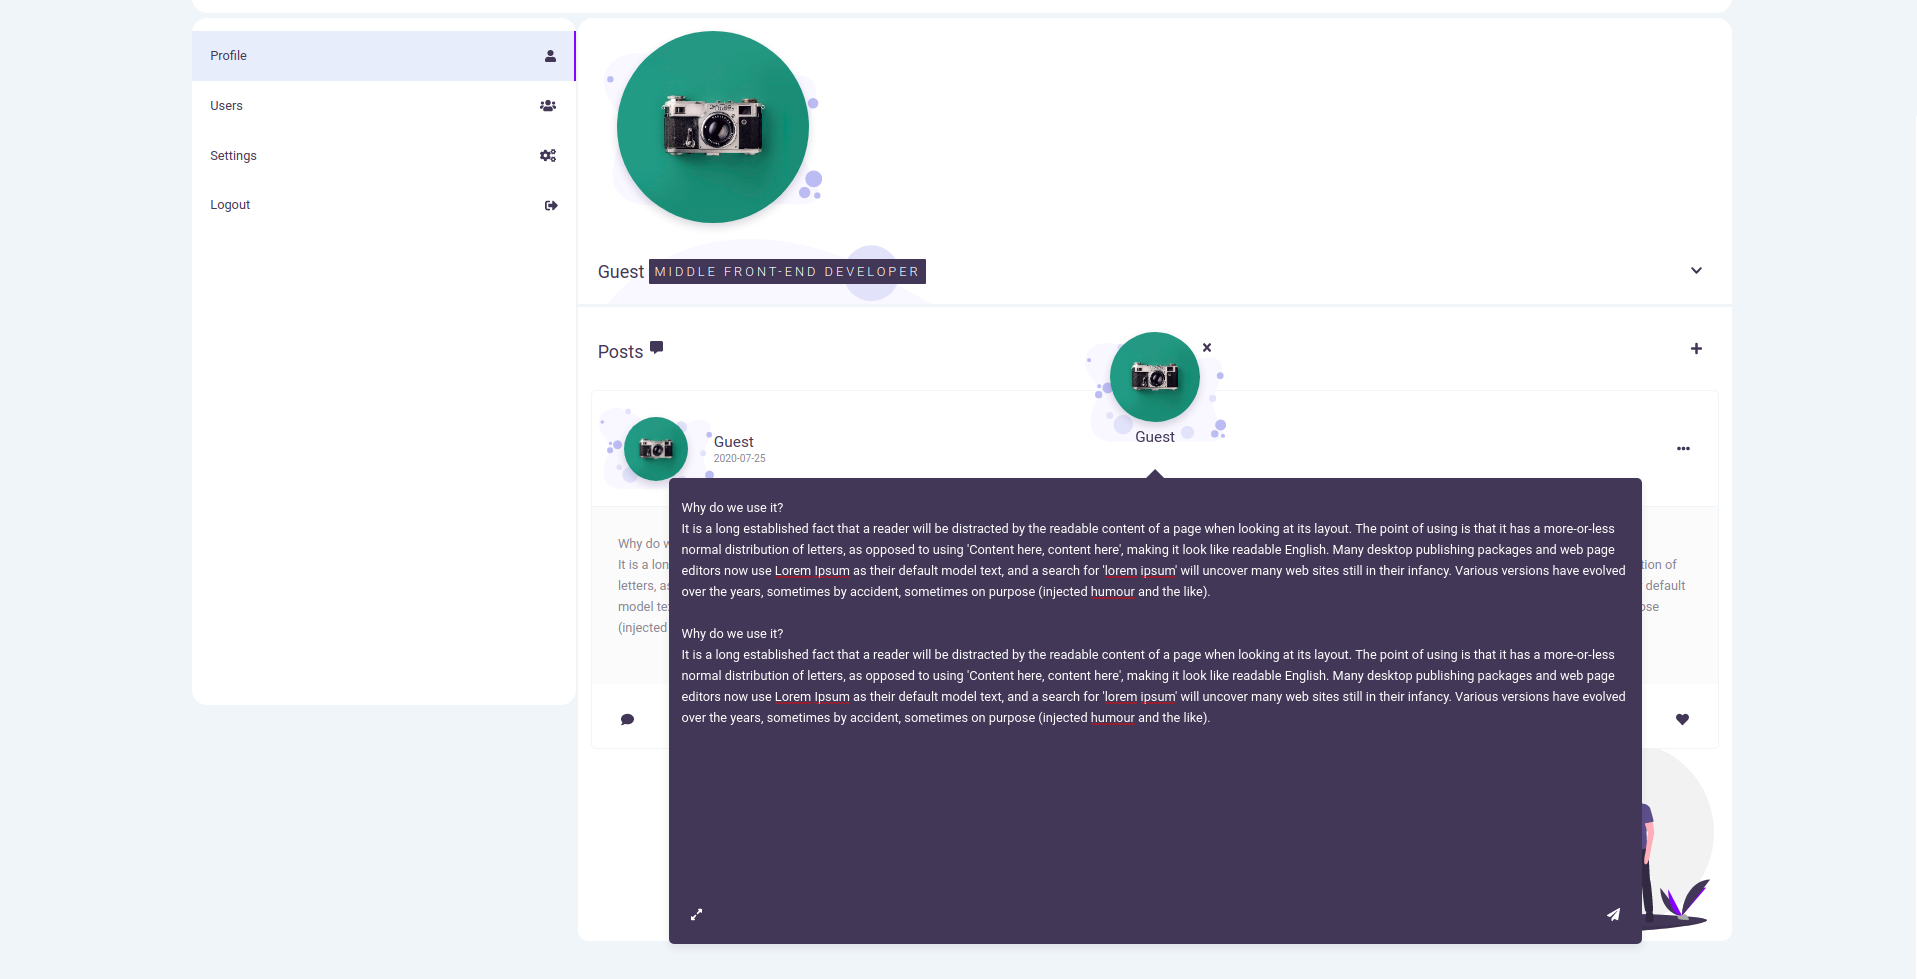 Profile
Users
Settings
Logout
Guest MIDDLE FRONT-END DEVELOPER
Posts
Guest
Guest
2020-07-25
Why do we use it?
It is a long established fact that a reader will be distracted by the readable content of a page when looking at its layout. The point of using is that it has a more-or-less
normal distribution of letters, as opposed to using 'Content here, content here', making it look like readable English. Many desktop publishing packages and web page
editors now use Lorem Ipsum as their default model text, and a search for 'lorem ipsum' will uncover many web sites still in their infancy. Various versions have evolved
over the years, sometimes by accident, sometimes on purpose (injected humour and the like).
Why do we use it?
It is a long established fact that a reader will be distracted by the readable content of a page when looking at its layout. The point of using is that it has a more-or-less
normal distribution of letters, as opposed to using 'Content here, content here', making it look like readable English. Many desktop publishing packages and web page
editors now use Lorem Ipsum as their default model text, and a search for 'lorem ipsum' will uncover many web sites still in their infancy. Various versions have evolved
over the years, sometimes by accident, sometimes on purpose (injected humour and the like).
Why do
It is a
letters,
of
default
model
(injected